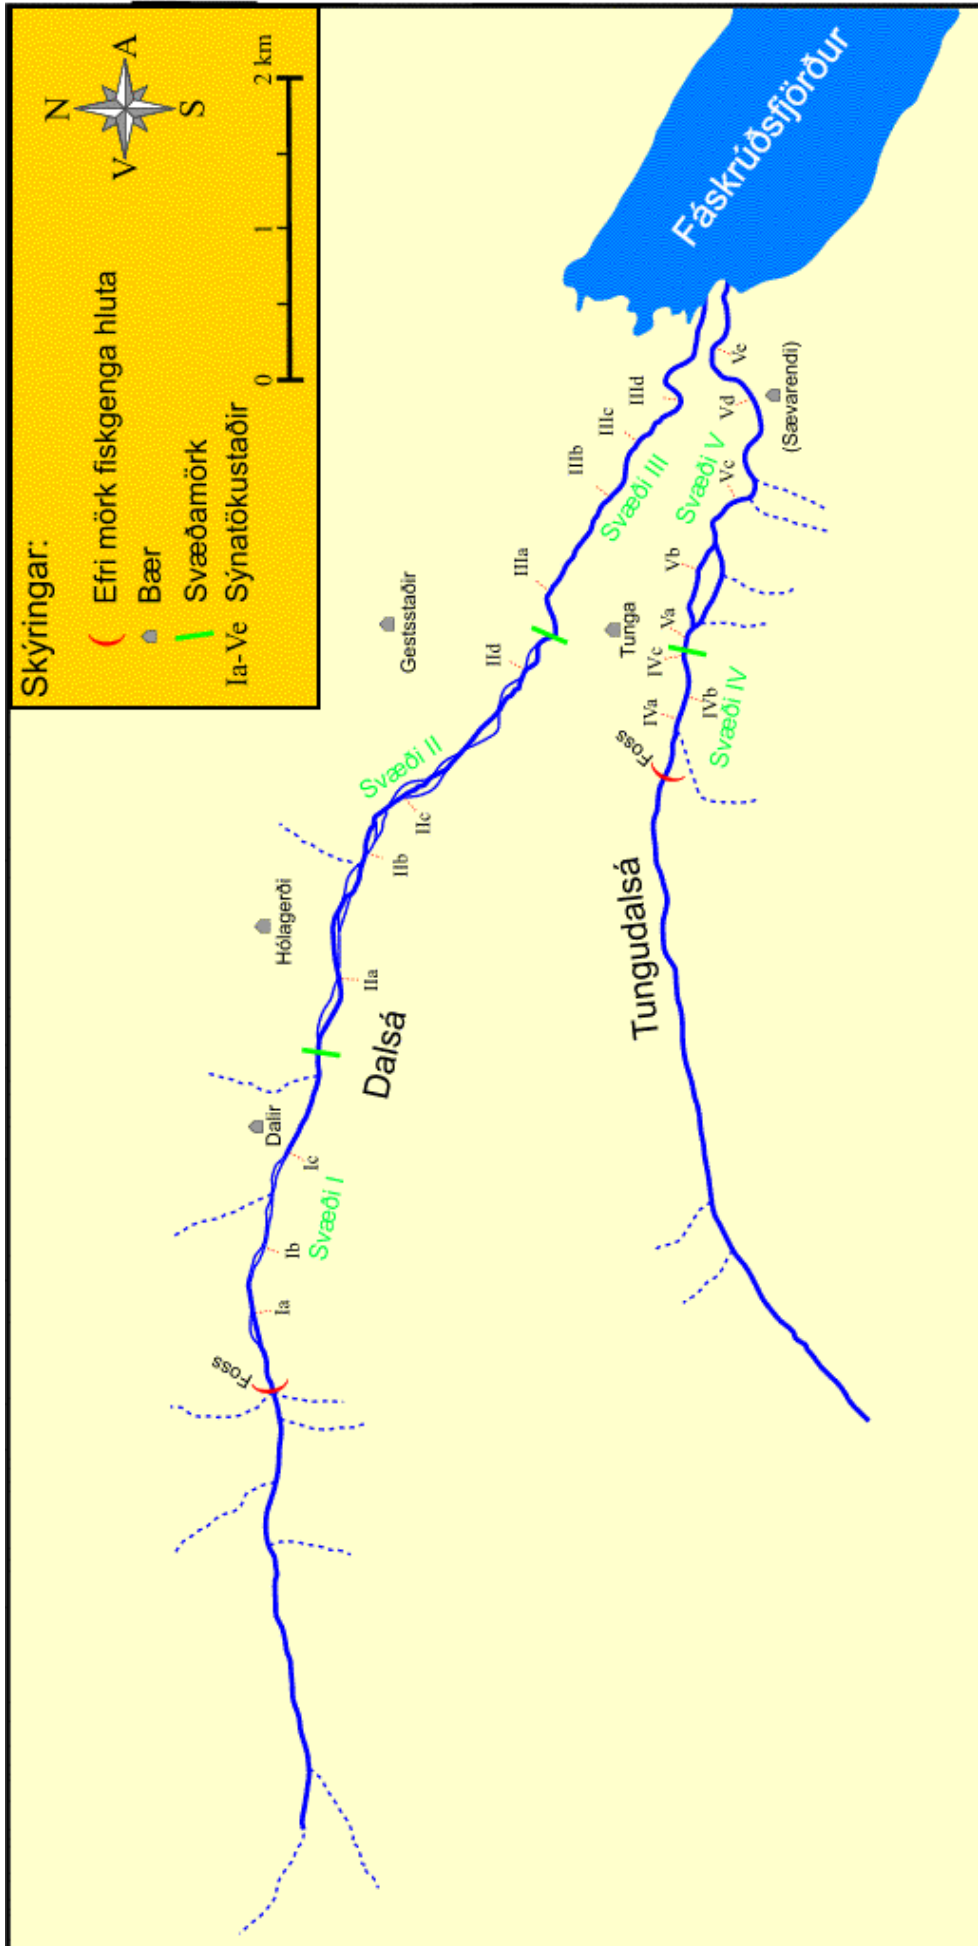 Skýringar:
Efri mörk fiskgenga hluta
Bær
Svæðamörk
Ia-Ve Sýnatökustaðir
N
V
A
S
0 1 2 km
Foss
Ia
Ib
Svæði I
Ic
Dalir
Dalsá
Hólagerði
IIa
IIb
IIc
Svæði II
IId
Gestsstaðir
IIIa
IIIb
IIIc
IIId
Svæði III
Fáskrúðsfjörður
Tungudalsá
Foss
IVa
IVb
IVc
Svæði IV
Tunga
Va
Vb
Vc
Vd
Ve
Svæði V
(Sævarendi)